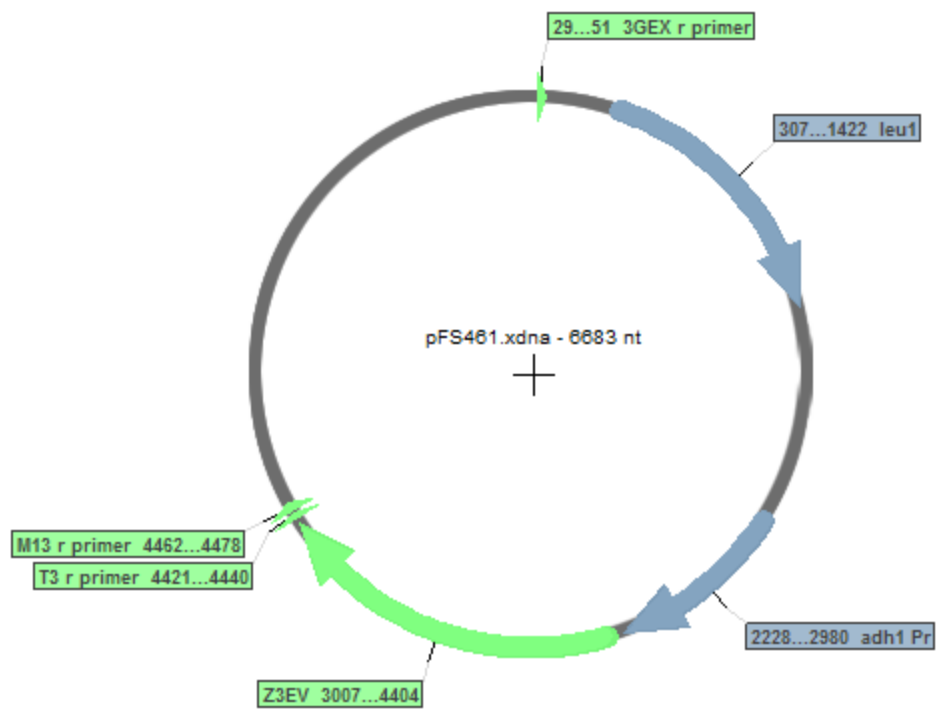 29...51 3GEX r primer
307...1422 leu1
pFS461.xdna - 6683 nt
M13 r primer 4462...4478
T3 r primer 4421...4440
2228...2980 adh1 Pr
Z3EV 3007...4404